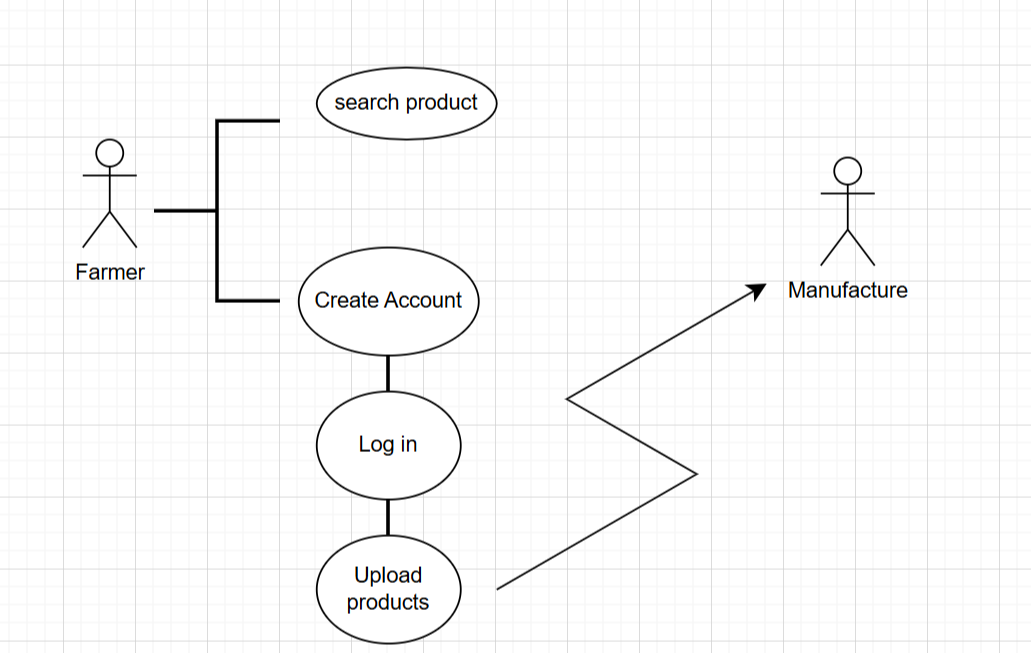 search product
Farmer
Manufacture
Create Account
Log in
Upload
products